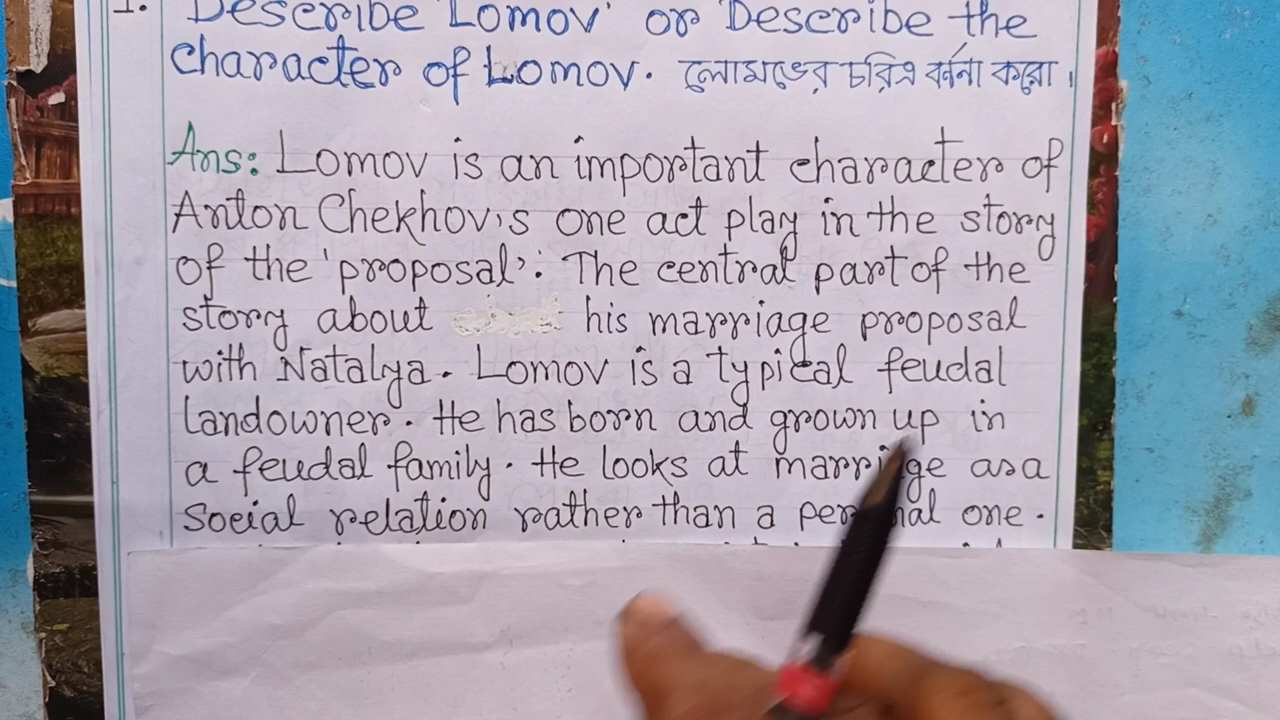 1. Describe 'Lomov' or Describe the
character of Lomov. লোমভের চরিত্র বর্ননা করো।
Ans: Lomov is an important character of
Anton Chekhov's one act play in the story
of the 'proposal'. The central part of the
story about his marriage proposal
with Natalya. Lomov is a typical feudal
landowner. He has born and grown up in
a feudal family. He looks at marriage as a
social relation rather than a personal one.